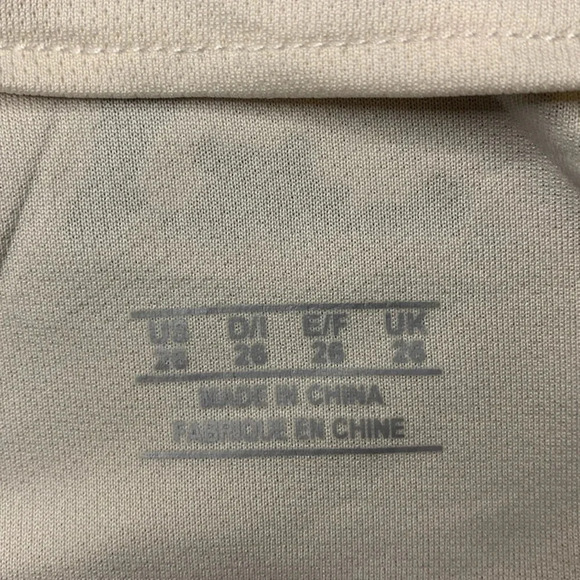 US D/I E/F UK
26 26 26 26
MADE IN CHINA
FABRIQUE EN CHINE